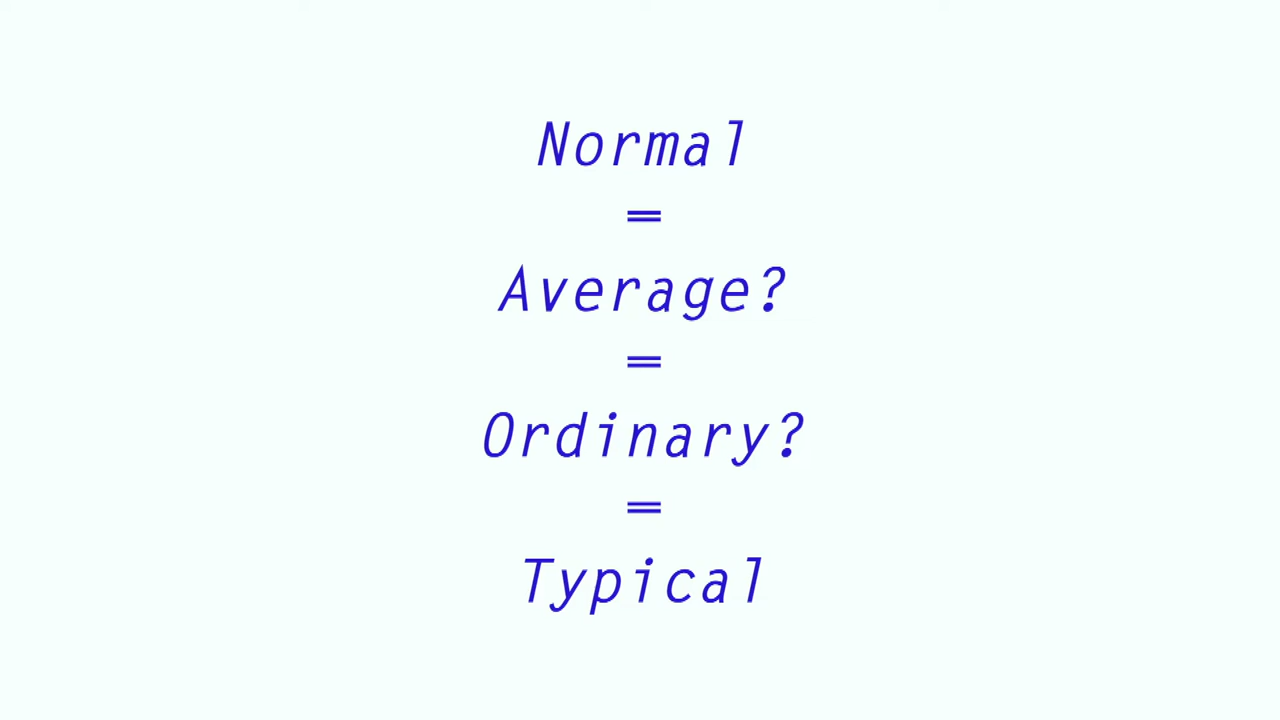 Normal
=
Average?
=
Ordinary?
=
Typical